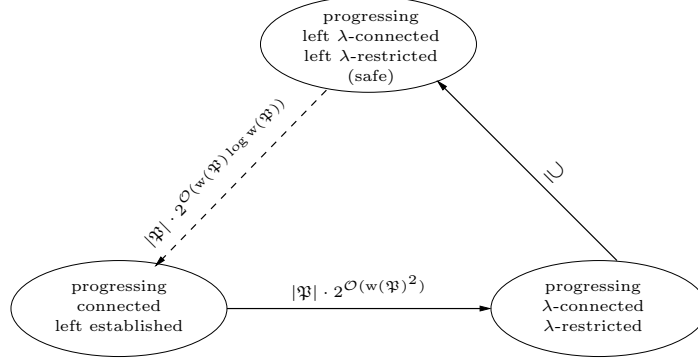 progressing
left λ-connected
left λ-restricted
(safe)
|𝔓| · 2^{𝒪(w(𝔓) log w(𝔓))}
⊆
progressing
connected
left established
|𝔓| · 2^{𝒪(w(𝔓)^2)}
progressing
λ-connected
λ-restricted